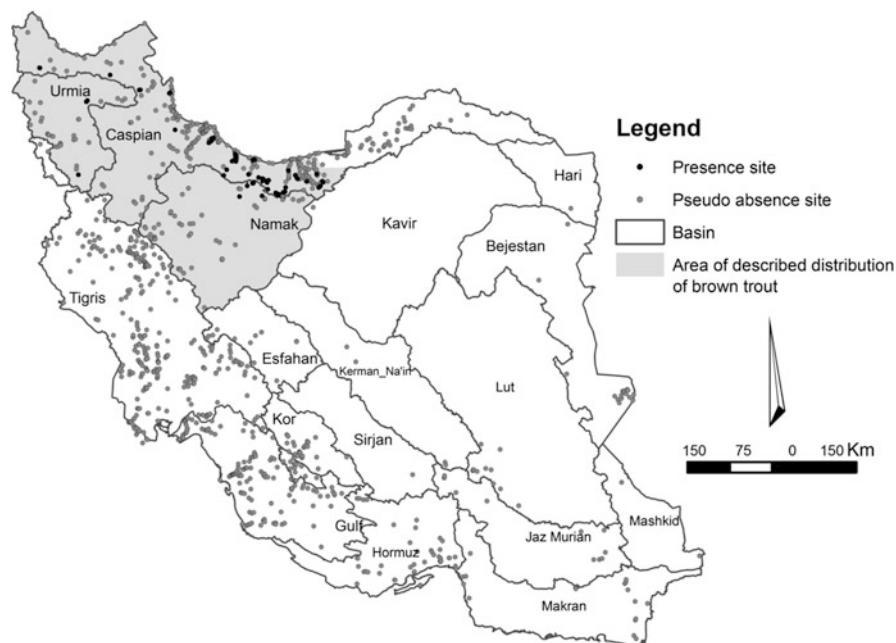 Urmia
Caspian
Namak
Tigris
Kavir
Hari
Bejestan
Esfahan
Kerman_Na'in
Lut
Kor
Sirjan
Gulf
Hormuz
Jaz Murian
Mashkid
Makran
Legend
Presence site
Pseudo absence site
Basin
Area of described distribution
of brown trout
150 75 0 150 Km